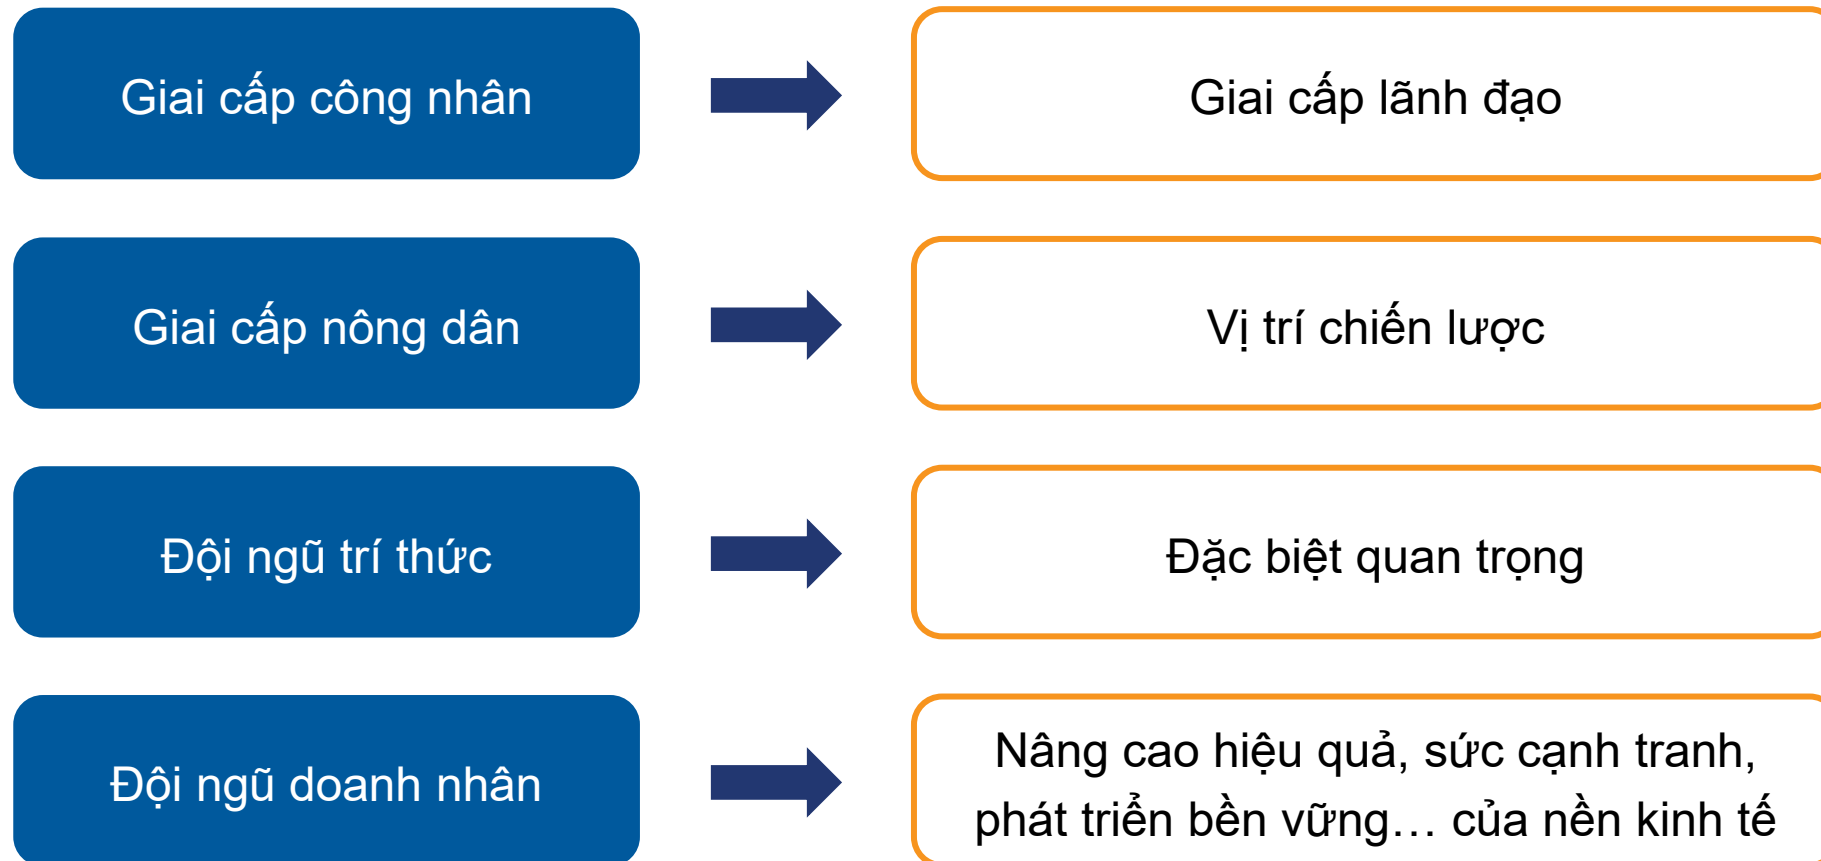 Giai cấp công nhân
Giai cấp lãnh đạo
Giai cấp nông dân
Vị trí chiến lược
Đội ngũ trí thức
Đặc biệt quan trọng
Đội ngũ doanh nhân
Nâng cao hiệu quả, sức cạnh tranh,
phát triển bền vững… của nền kinh tế